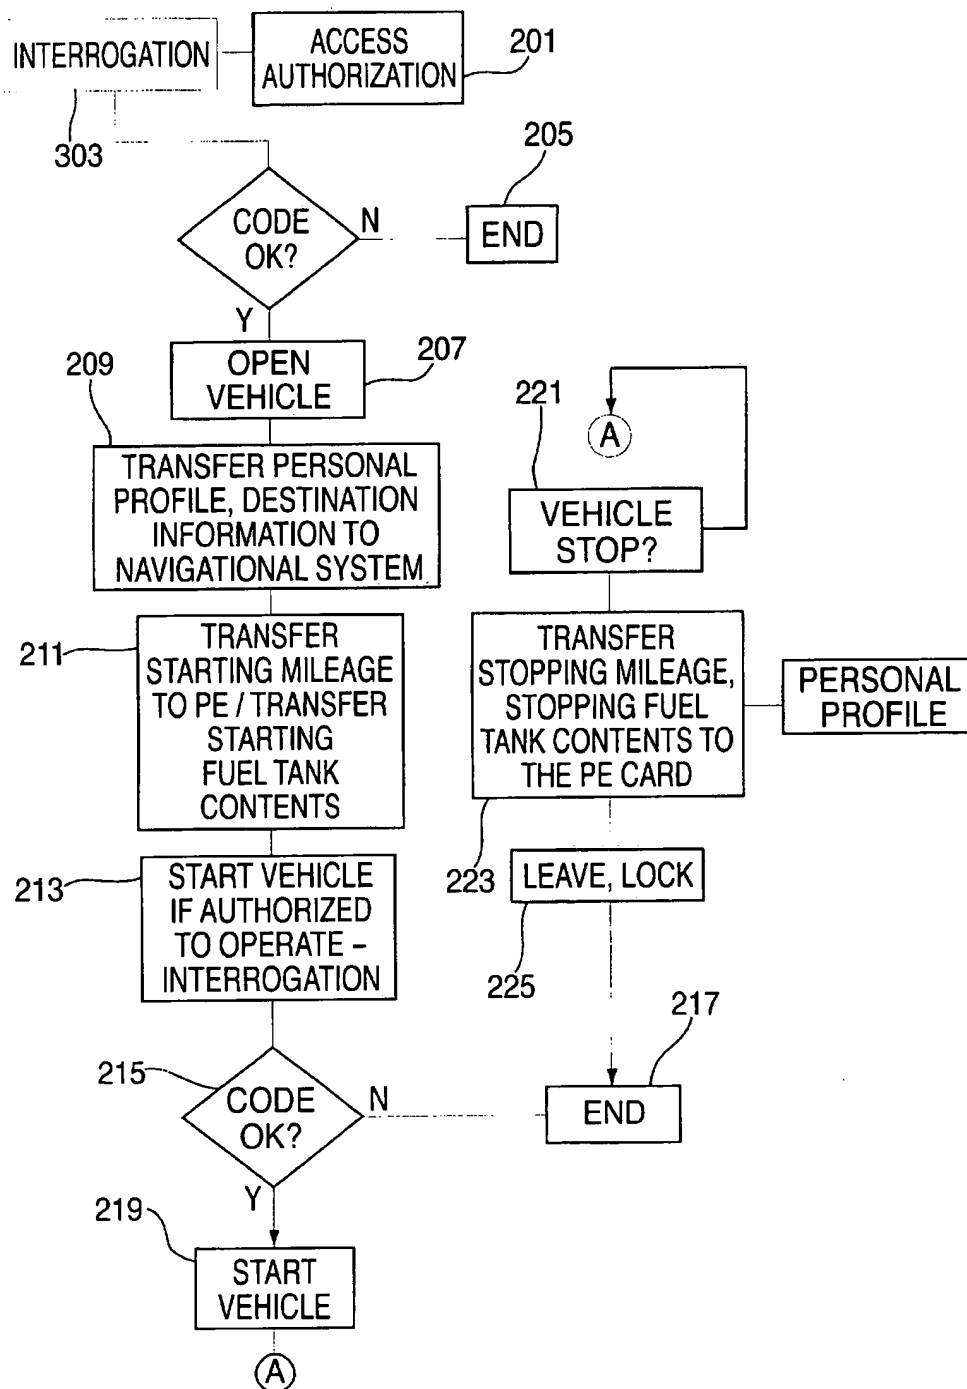 INTERROGATION
ACCESS
AUTHORIZATION
201
303
CODE
OK?
N
205
END
Y
OPEN
VEHICLE
207
209
TRANSFER PERSONAL
PROFILE, DESTINATION
INFORMATION TO
NAVIGATIONAL SYSTEM
211
TRANSFER
STARTING MILEAGE
TO PE / TRANSFER
STARTING
FUEL TANK
CONTENTS
213
START VEHICLE
IF AUTHORIZED
TO OPERATE –
INTERROGATION
215
CODE
OK?
N
Y
219
START
VEHICLE
A
221
A
VEHICLE
STOP?
TRANSFER
STOPPING MILEAGE,
STOPPING FUEL
TANK CONTENTS TO
THE PE CARD
PERSONAL
PROFILE
223
LEAVE, LOCK
225
217
END